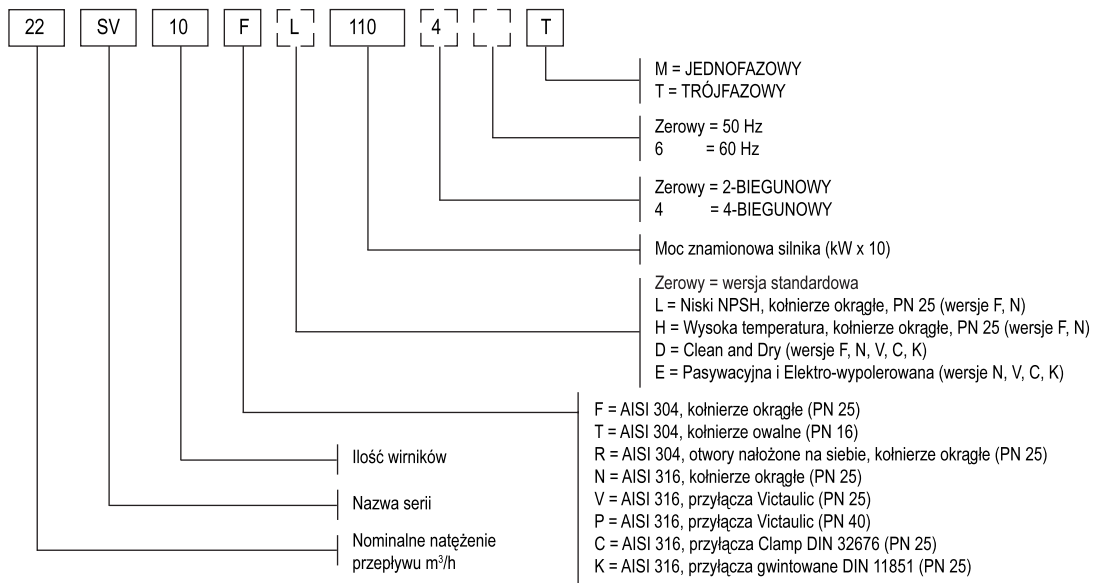 22 SV 10 F L 110 4 T
M = JEDNOFAZOWY
T = TRÓJFAZOWY
Zerowy = 50 Hz
6 = 60 Hz
Zerowy = 2-BIEGUNOWY
4 = 4-BIEGUNOWY
Moc znamionowa silnika (kW x 10)
Zerowy = wersja standardowa
L = Niski NPSH, kołnierze okrągłe, PN 25 (wersje F, N)
H = Wysoka temperatura, kołnierze okrągłe, PN 25 (wersje F, N)
D = Clean and Dry (wersje F, N, V, C, K)
E = Pasywacyjna i Elektro-wypolerowana (wersje N, V, C, K)
F = AISI 304, kołnierze okrągłe (PN 25)
T = AISI 304, kołnierze owalne (PN 16)
R = AISI 304, otwory nałożone na siebie, kołnierze okrągłe (PN 25)
N = AISI 316, kołnierze okrągłe (PN 25)
V = AISI 316, przyłącza Victaulic (PN 25)
P = AISI 316, przyłącza Victaulic (PN 40)
C = AISI 316, przyłącza Clamp DIN 32676 (PN 25)
K = AISI 316, przyłącza gwintowane DIN 11851 (PN 25)
Ilość wirników
Nazwa serii
Nominalne natężenie
przepływu m³/h